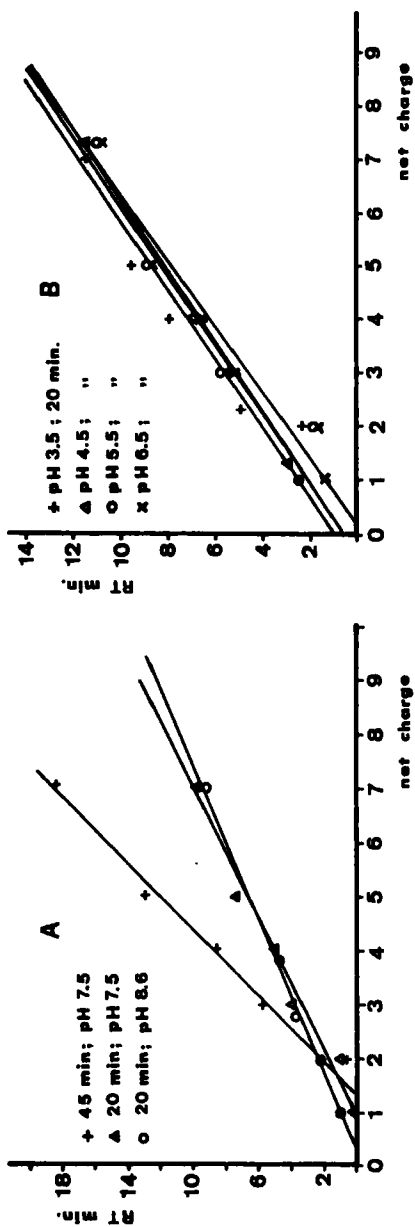 A
+ 45 min; pH 7.5
▲ 20 min; pH 7.5
o 20 min; pH 8.6
RT
min.
18
14
10
6
2
0 1 2 3 4 5 6 7 8 9
net charge
B
+ pH 3.5; 20 min.
▲ pH 4.5; ,,
O pH 5.5; ,,
x pH 6.5; ,,
RT
min.
14
10
8
6
4
2
0 1 2 3 4 5 6 7 8 9
net charge